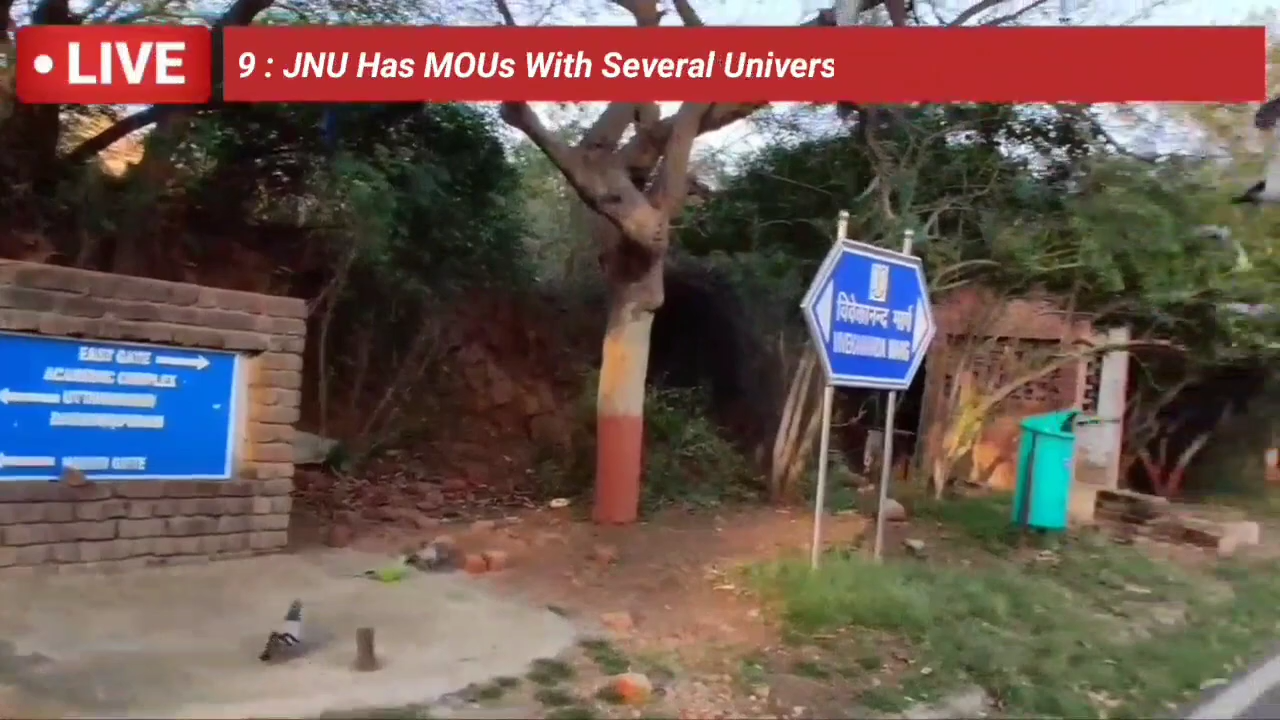 LIVE
9 : JNU Has MOUs With Several Univers
EAST GATE
ACADEMIC COMPLEX
विवेकानन्द मार्ग
VIVEKANANDA MARG